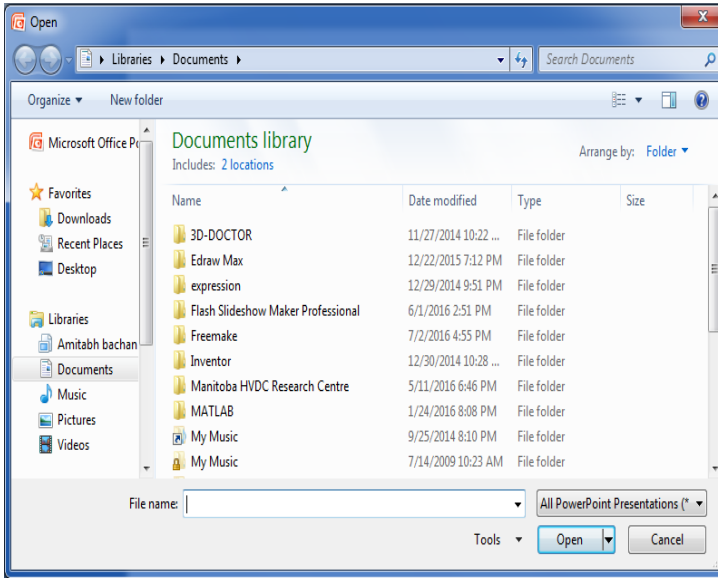 Open
Libraries Documents
Search Documents
Organize New folder
Microsoft Office Po
Favorites
Downloads
Recent Places
Desktop
Libraries
Amitabh bachan
Documents
Music
Pictures
Videos
Documents library
Includes: 2 locations
Arrange by: Folder
Name Date modified Type Size
3D-DOCTOR 11/27/2014 10:22 ... File folder
Edraw Max 12/22/2015 7:12 PM File folder
expression 12/29/2014 9:51 PM File folder
Flash Slideshow Maker Professional 6/1/2016 2:51 PM File folder
Freemake 7/2/2016 4:55 PM File folder
Inventor 12/30/2014 10:28 ... File folder
Manitoba HVDC Research Centre 5/11/2016 6:46 PM File folder
MATLAB 1/24/2016 8:08 PM File folder
My Music 9/25/2014 8:10 PM File folder
My Music 7/14/2009 10:23 AM File folder
File name: All PowerPoint Presentations (*
Tools Open Cancel